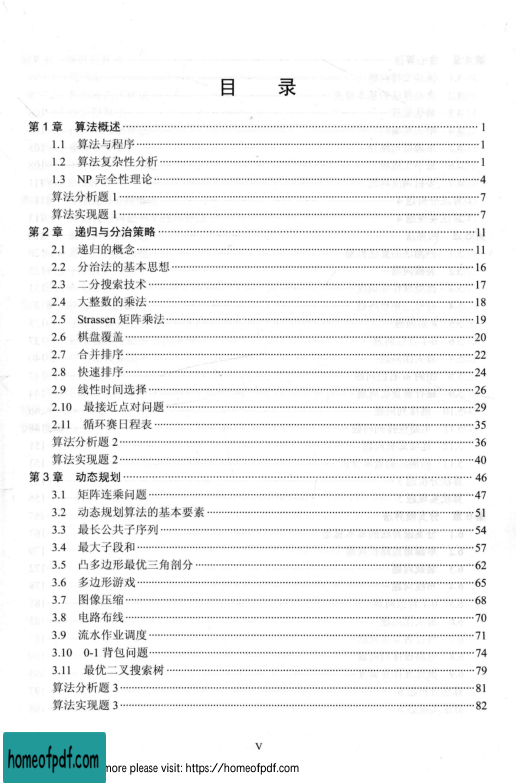 目 录
第 1 章 算法概述 1
1.1 算法与程序 1
1.2 算法复杂性分析 1
1.3 NP 完全性理论 4
算法分析题 1 7
算法实现题 1 7
第 2 章 递归与分治策略 11
2.1 递归的概念 11
2.2 分治法的基本思想 16
2.3 二分搜索技术 17
2.4 大整数的乘法 18
2.5 Strassen 矩阵乘法 19
2.6 棋盘覆盖 20
2.7 合并排序 22
2.8 快速排序 24
2.9 线性时间选择 26
2.10 最接近点对问题 29
2.11 循环赛日程表 35
算法分析题 2 36
算法实现题 2 40
第 3 章 动态规划 46
3.1 矩阵连乘问题 47
3.2 动态规划算法的基本要素 51
3.3 最长公共子序列 54
3.4 最大子段和 57
3.5 凸多边形最优三角剖分 62
3.6 多边形游戏 65
3.7 图像压缩 68
3.8 电路布线 70
3.9 流水作业调度 71
3.10 0-1 背包问题 74
3.11 最优二叉搜索树 79
算法分析题 3 81
算法实现题 3 82
V
homeofpdf.com
more please visit: https://homeofpdf.com